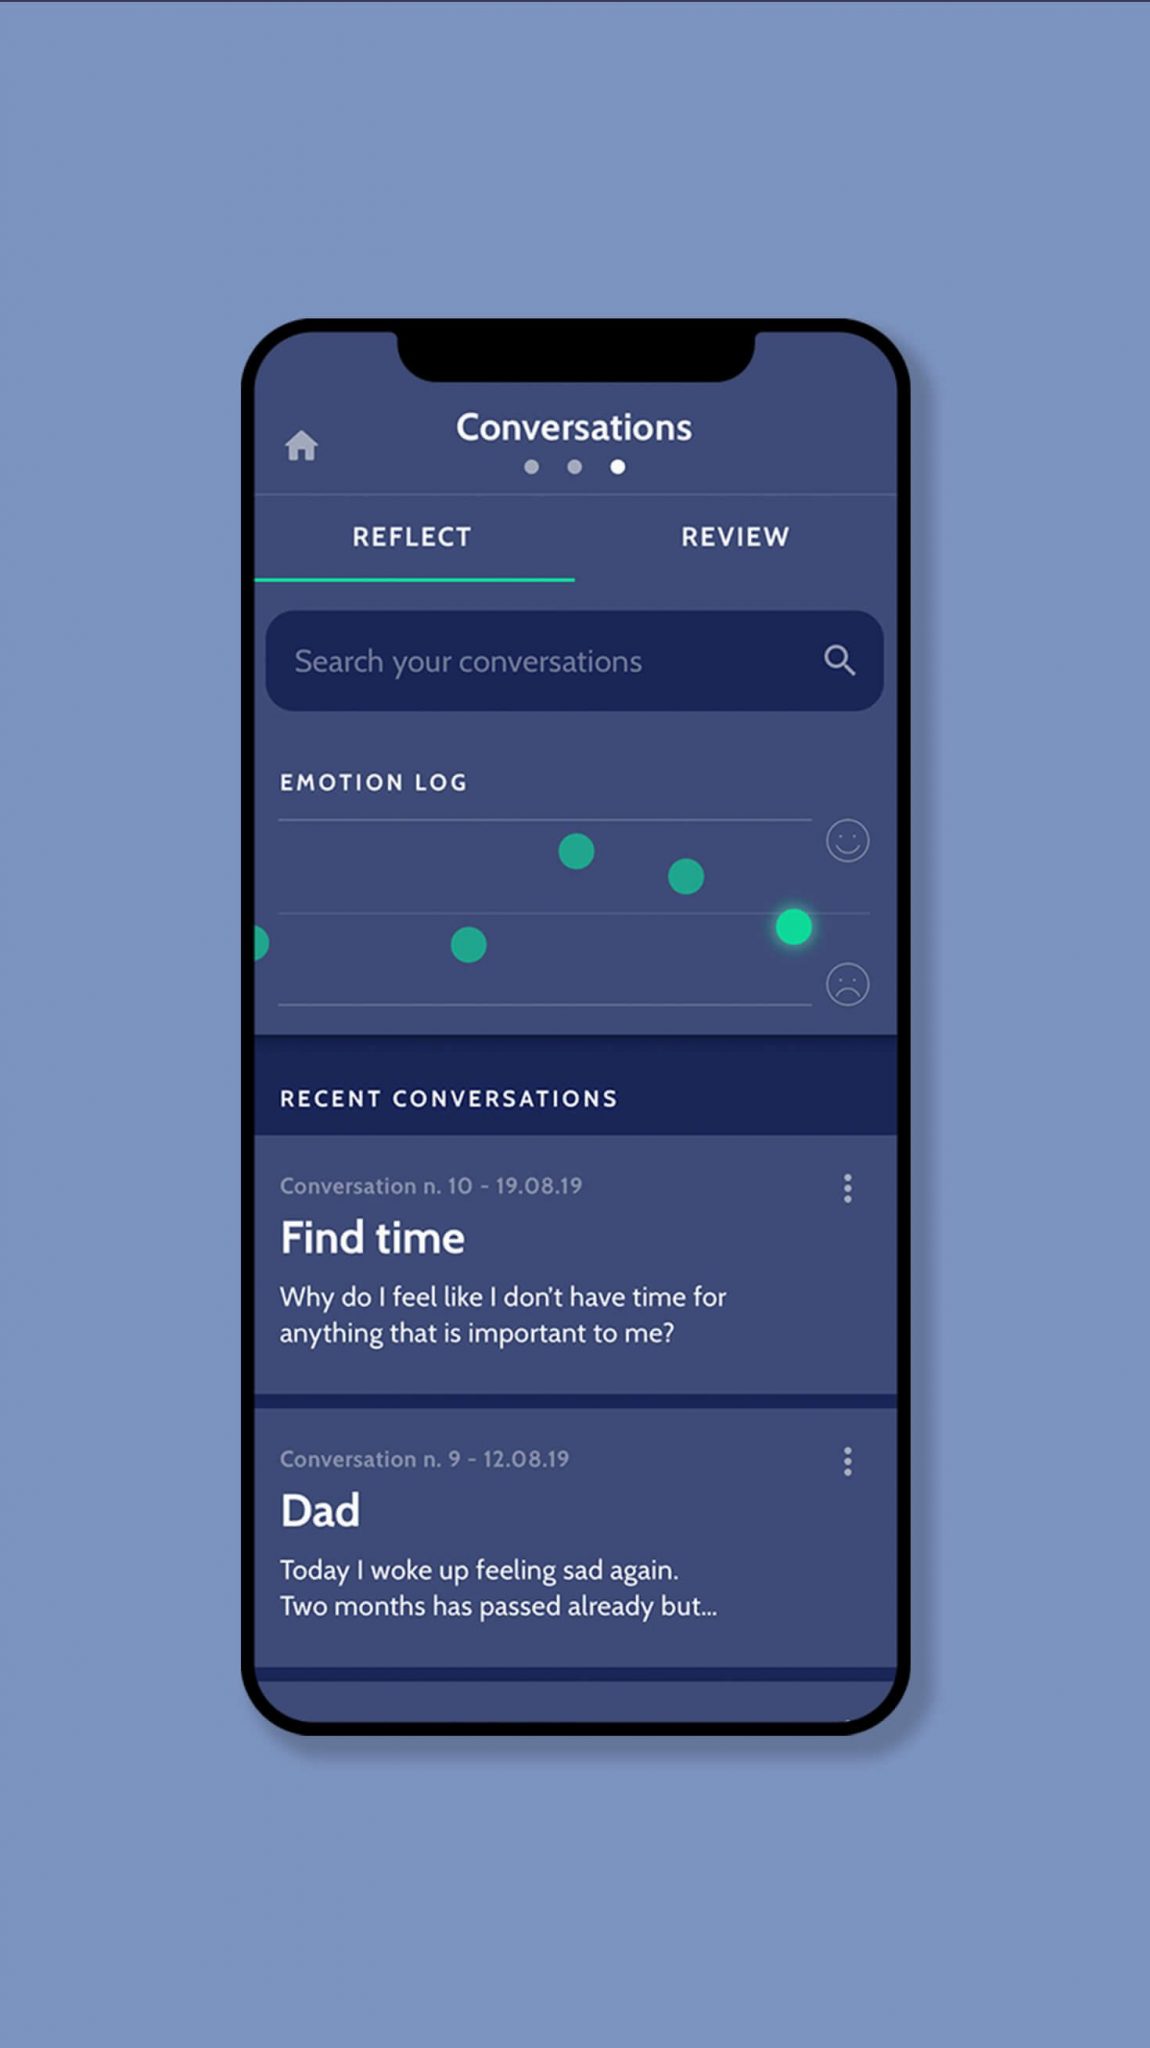 Conversations
REFLECT
REVIEW
Search your conversations
EMOTION LOG
RECENT CONVERSATIONS
Conversation n. 10 - 19.08.19
Find time
Why do I feel like I don't have time for
anything that is important to me?
Conversation n. 9 - 12.08.19
Dad
Today I woke up feeling sad again.
Two months has passed already but...